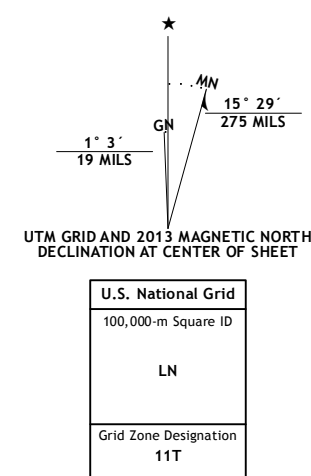 MN
GN
15° 29´
275 MILS
1° 3´
19 MILS
UTM GRID AND 2013 MAGNETIC NORTH
DECLINATION AT CENTER OF SHEET
U.S. National Grid
100,000-m Square ID
LN
Grid Zone Designation
11T